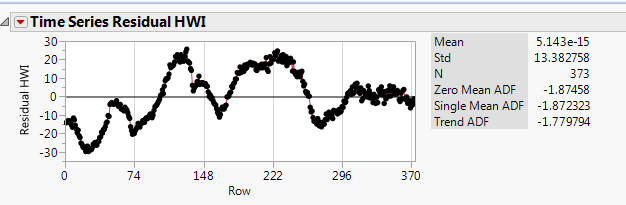 Time Series Residual HWI
30
20
10
0
-10
-20
-30
Residual HWI
0 74 148 222 296 370
Row
Mean 5.143e-15
Std 13.382758
N 373
Zero Mean ADF -1.87458
Single Mean ADF -1.872323
Trend ADF -1.779794